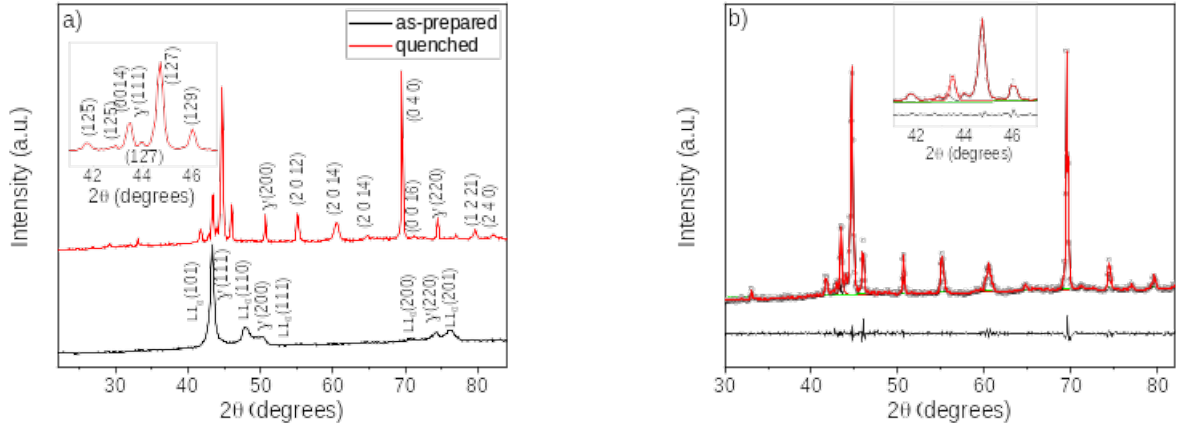 a)
as-prepared
quenched
(125)
(125)
(0014)
γ(111)
(127)
(127)
(129)
42 44 46
2θ (degrees)
γ(200)
(2 0 12)
(2 0 14)
(2 0 14)
(0 4 0)
(0 0 16)
γ(220)
(1 2 21)
(2 4 0)
L1₀(101)
γ(111)
L1₀(110)
γ(200)
L1₀(111)
L1₀(200)
γ(220)
L1₀(201)
Intensity (a.u.)
30 40 50 60 70 80
2θ (degrees)
b)
42 44 46
2θ (degrees)
Intensity (a.u.)
30 40 50 60 70 80
2θ (degrees)